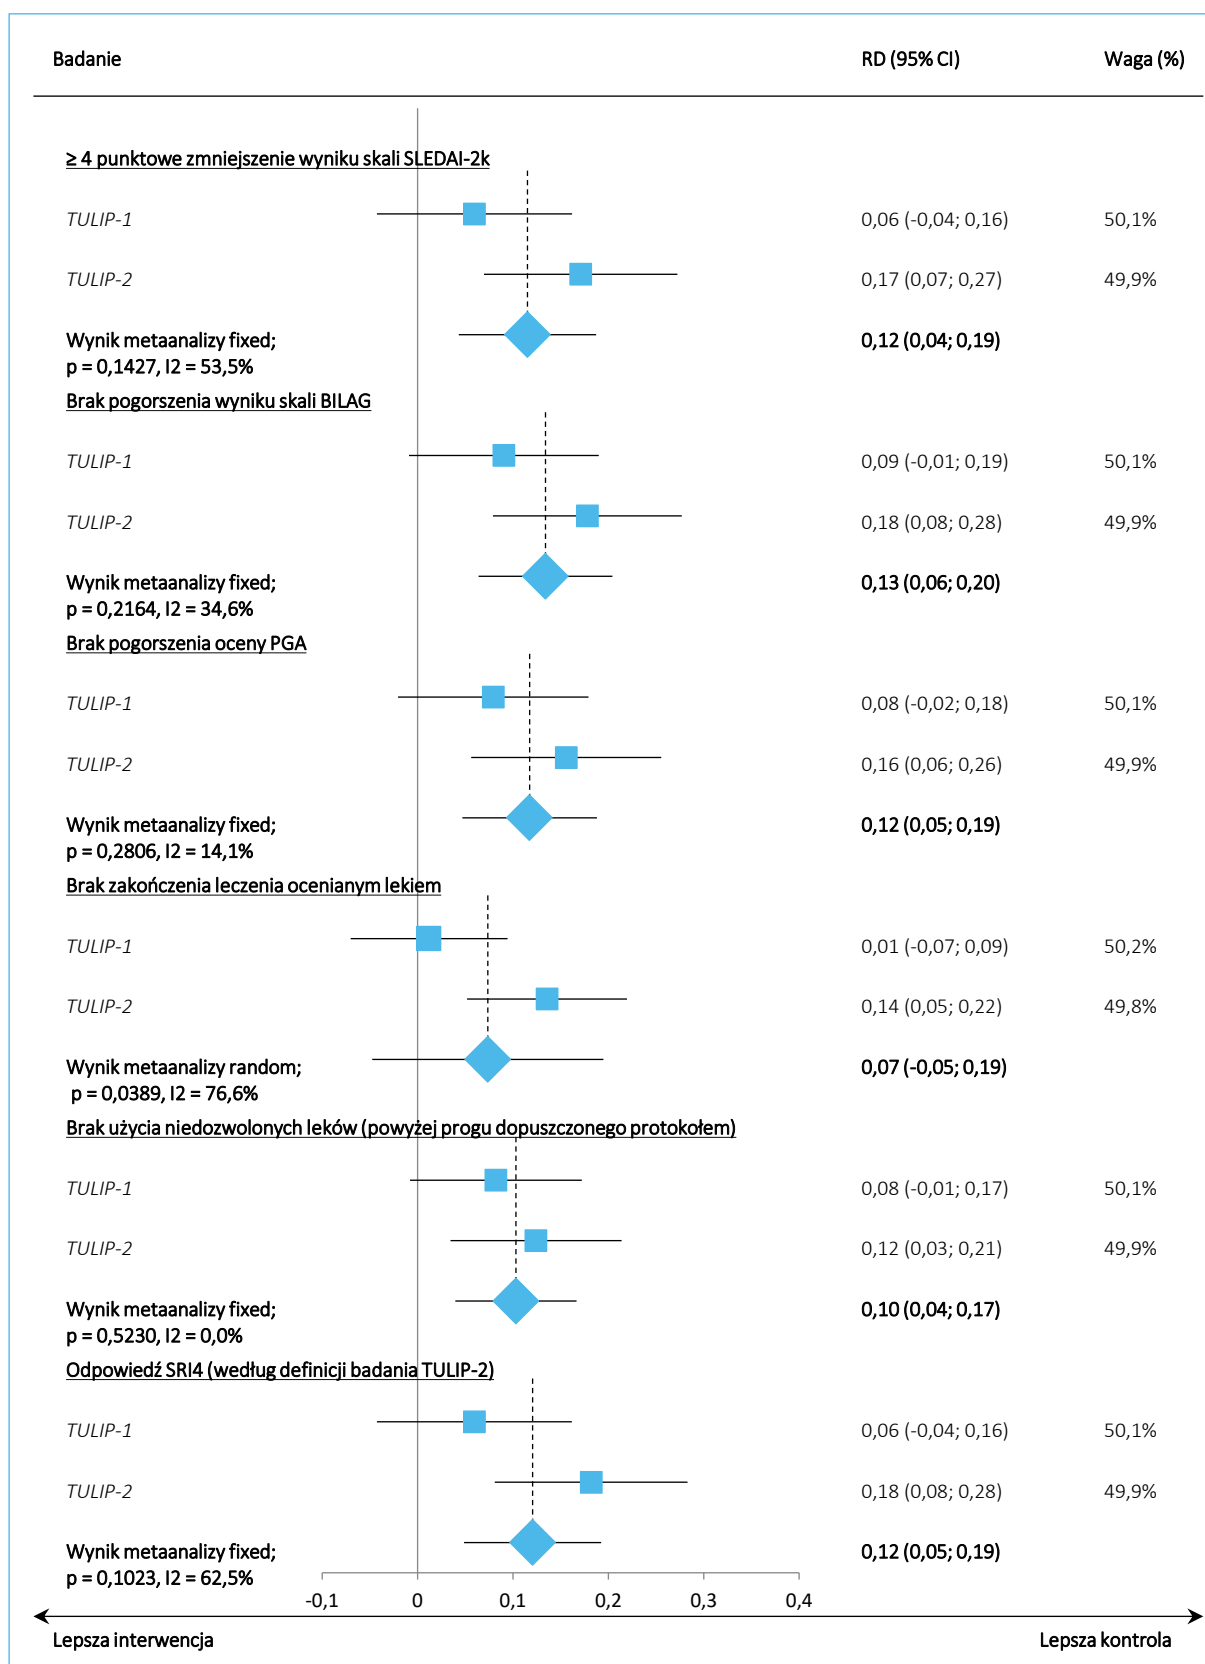 Badanie RD (95% CI) Waga (%)
≥ 4 punktowe zmniejszenie wyniku skali SLEDAI-2k
TULIP-1 0,06 (-0,04; 0,16) 50,1%
TULIP-2 0,17 (0,07; 0,27) 49,9%
Wynik metaanalizy fixed; 0,12 (0,04; 0,19)
p = 0,1427, I2 = 53,5%
Brak pogorszenia wyniku skali BILAG
TULIP-1 0,09 (-0,01; 0,19) 50,1%
TULIP-2 0,18 (0,08; 0,28) 49,9%
Wynik metaanalizy fixed; 0,13 (0,06; 0,20)
p = 0,2164, I2 = 34,6%
Brak pogorszenia oceny PGA
TULIP-1 0,08 (-0,02; 0,18) 50,1%
TULIP-2 0,16 (0,06; 0,26) 49,9%
Wynik metaanalizy fixed; 0,12 (0,05; 0,19)
p = 0,2806, I2 = 14,1%
Brak zakończenia leczenia ocenianym lekiem
TULIP-1 0,01 (-0,07; 0,09) 50,2%
TULIP-2 0,14 (0,05; 0,22) 49,8%
Wynik metaanalizy random; 0,07 (-0,05; 0,19)
p = 0,0389, I2 = 76,6%
Brak użycia niedozwolonych leków (powyżej progu dopuszczonego protokołem)
TULIP-1 0,08 (-0,01; 0,17) 50,1%
TULIP-2 0,12 (0,03; 0,21) 49,9%
Wynik metaanalizy fixed; 0,10 (0,04; 0,17)
p = 0,5230, I2 = 0,0%
Odpowiedź SRI4 (według definicji badania TULIP-2)
TULIP-1 0,06 (-0,04; 0,16) 50,1%
TULIP-2 0,18 (0,08; 0,28) 49,9%
Wynik metaanalizy fixed; 0,12 (0,05; 0,19)
p = 0,1023, I2 = 62,5%
-0,1 0 0,1 0,2 0,3 0,4
Lepsza interwencja Lepsza kontrola